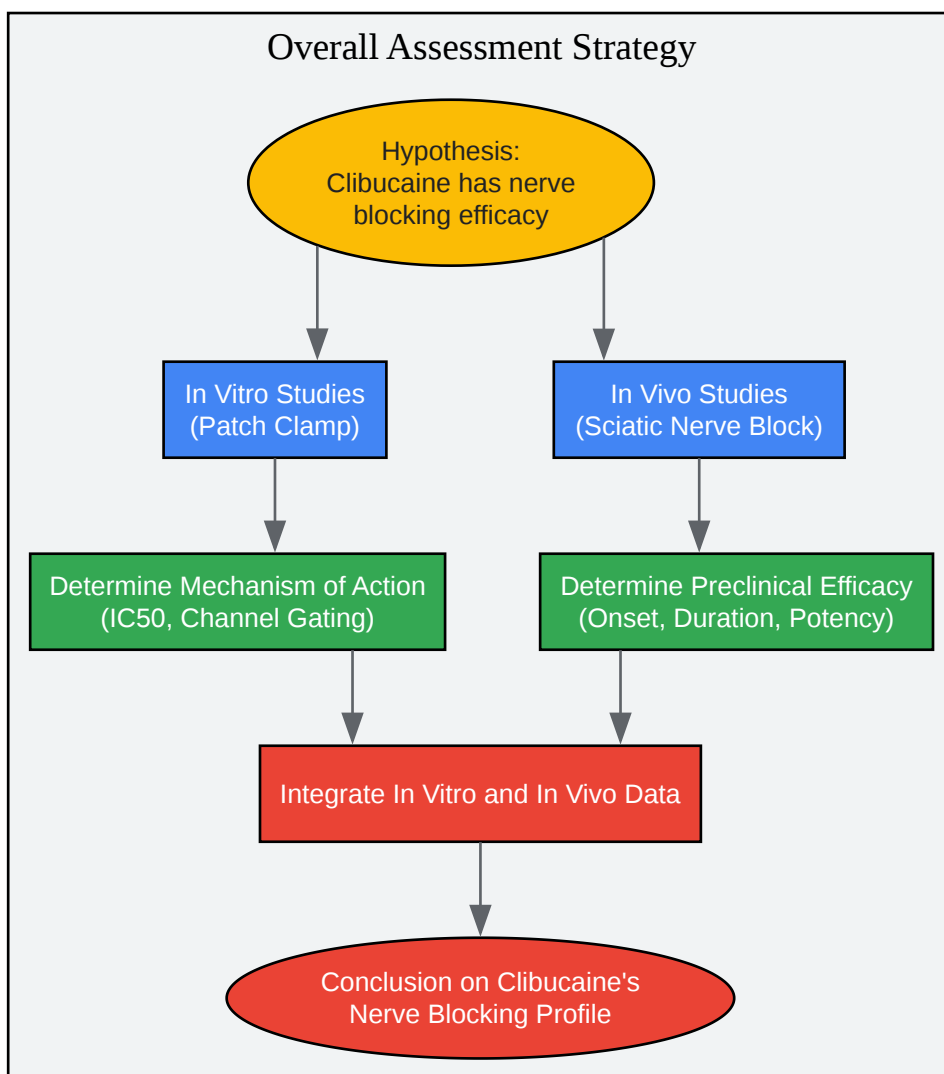 Overall Assessment Strategy
Hypothesis:
Clibucaine has nerve
blocking efficacy
In Vitro Studies
(Patch Clamp)
In Vivo Studies
(Sciatic Nerve Block)
Determine Mechanism of Action
(IC50, Channel Gating)
Determine Preclinical Efficacy
(Onset, Duration, Potency)
Integrate In Vitro and In Vivo Data
Conclusion on Clibucaine's
Nerve Blocking Profile